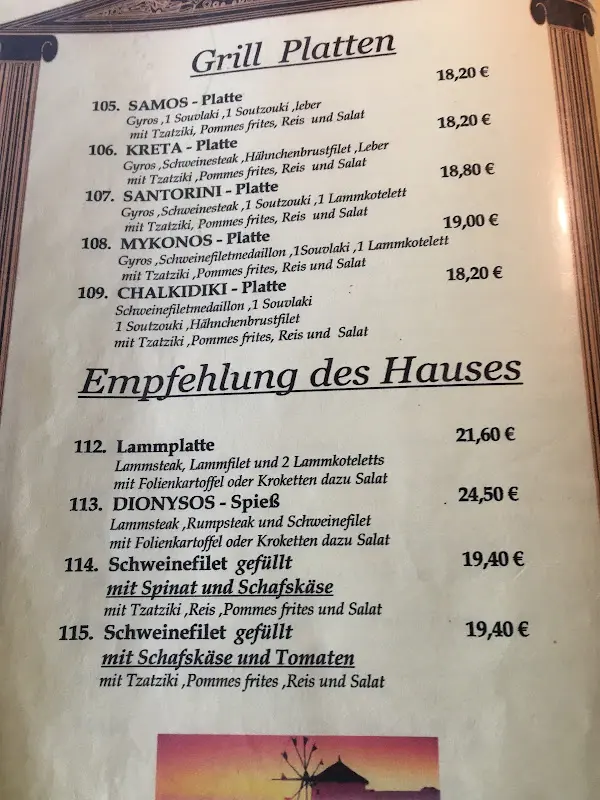 Grill Platten
105. SAMOS - Platte 18,20 €
Gyros ,1 Souvlaki ,1 Soutzouki ,leber
mit Tzatziki, Pommes frites, Reis und Salat
106. KRETA - Platte 18,20 €
Gyros ,Schweinesteak ,Hähnchenbrustfilet ,Leber
mit Tzatziki ,Pommes frites, Reis und Salat
107. SANTORINI - Platte 18,80 €
Gyros ,Schweinesteak ,1 Soutzouki ,1 Lammkotelett
mit Tzatziki, Pommes frites, Reis und Salat
108. MYKONOS - Platte 19,00 €
Gyros ,Schweinefiletmedaillon ,1Souvlaki ,1 Lammkotelett
mit Tzatziki ,Pommes frites, Reis und Salat
109. CHALKIDIKI - Platte 18,20 €
Schweinefiletmedaillon ,1 Souvlaki
1 Soutzouki ,Hähnchenbrustfilet
mit Tzatziki ,Pommes frites, Reis und Salat
Empfehlung des Hauses
112. Lammplatte 21,60 €
Lammsteak, Lammfilet und 2 Lammkoteletts
mit Folienkartoffel oder Kroketten dazu Salat
113. DIONYSOS - Spieß 24,50 €
Lammsteak ,Rumpsteak und Schweinefilet
mit Folienkartoffel oder Kroketten dazu Salat
114. Schweinefilet gefüllt 19,40 €
mit Spinat und Schafskäse
mit Tzatziki ,Reis ,Pommes frites und Salat
115. Schweinefilet gefüllt 19,40 €
mit Schafskäse und Tomaten
mit Tzatziki ,Pommes frites ,Reis und Salat